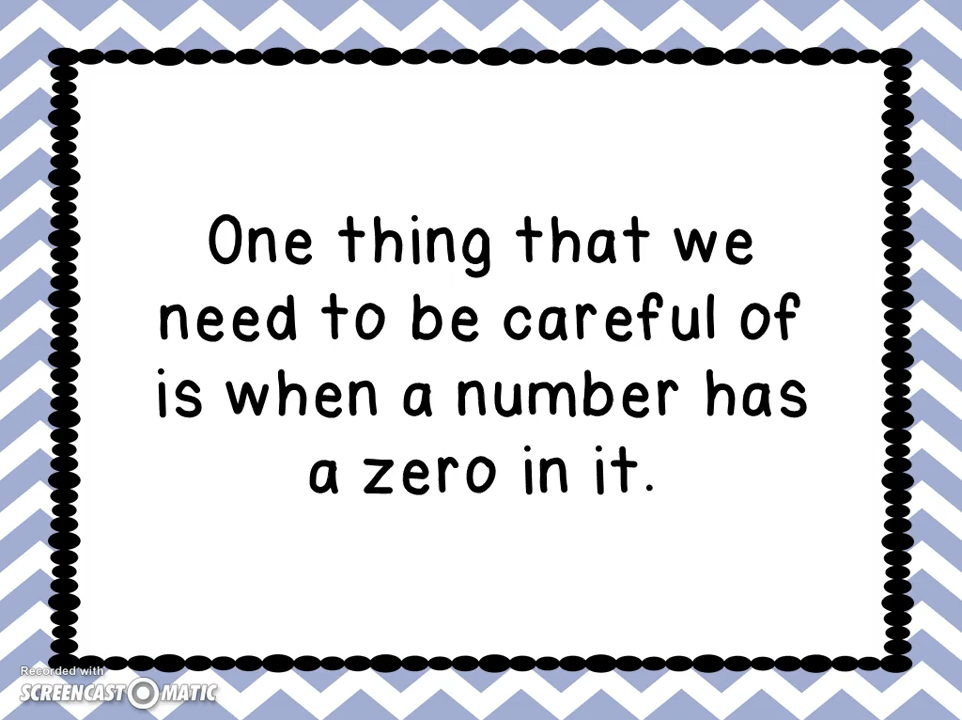 One thing that we
need to be careful of
is when a number has
a zero in it.
Recorded with
SCREENCAST MATIC